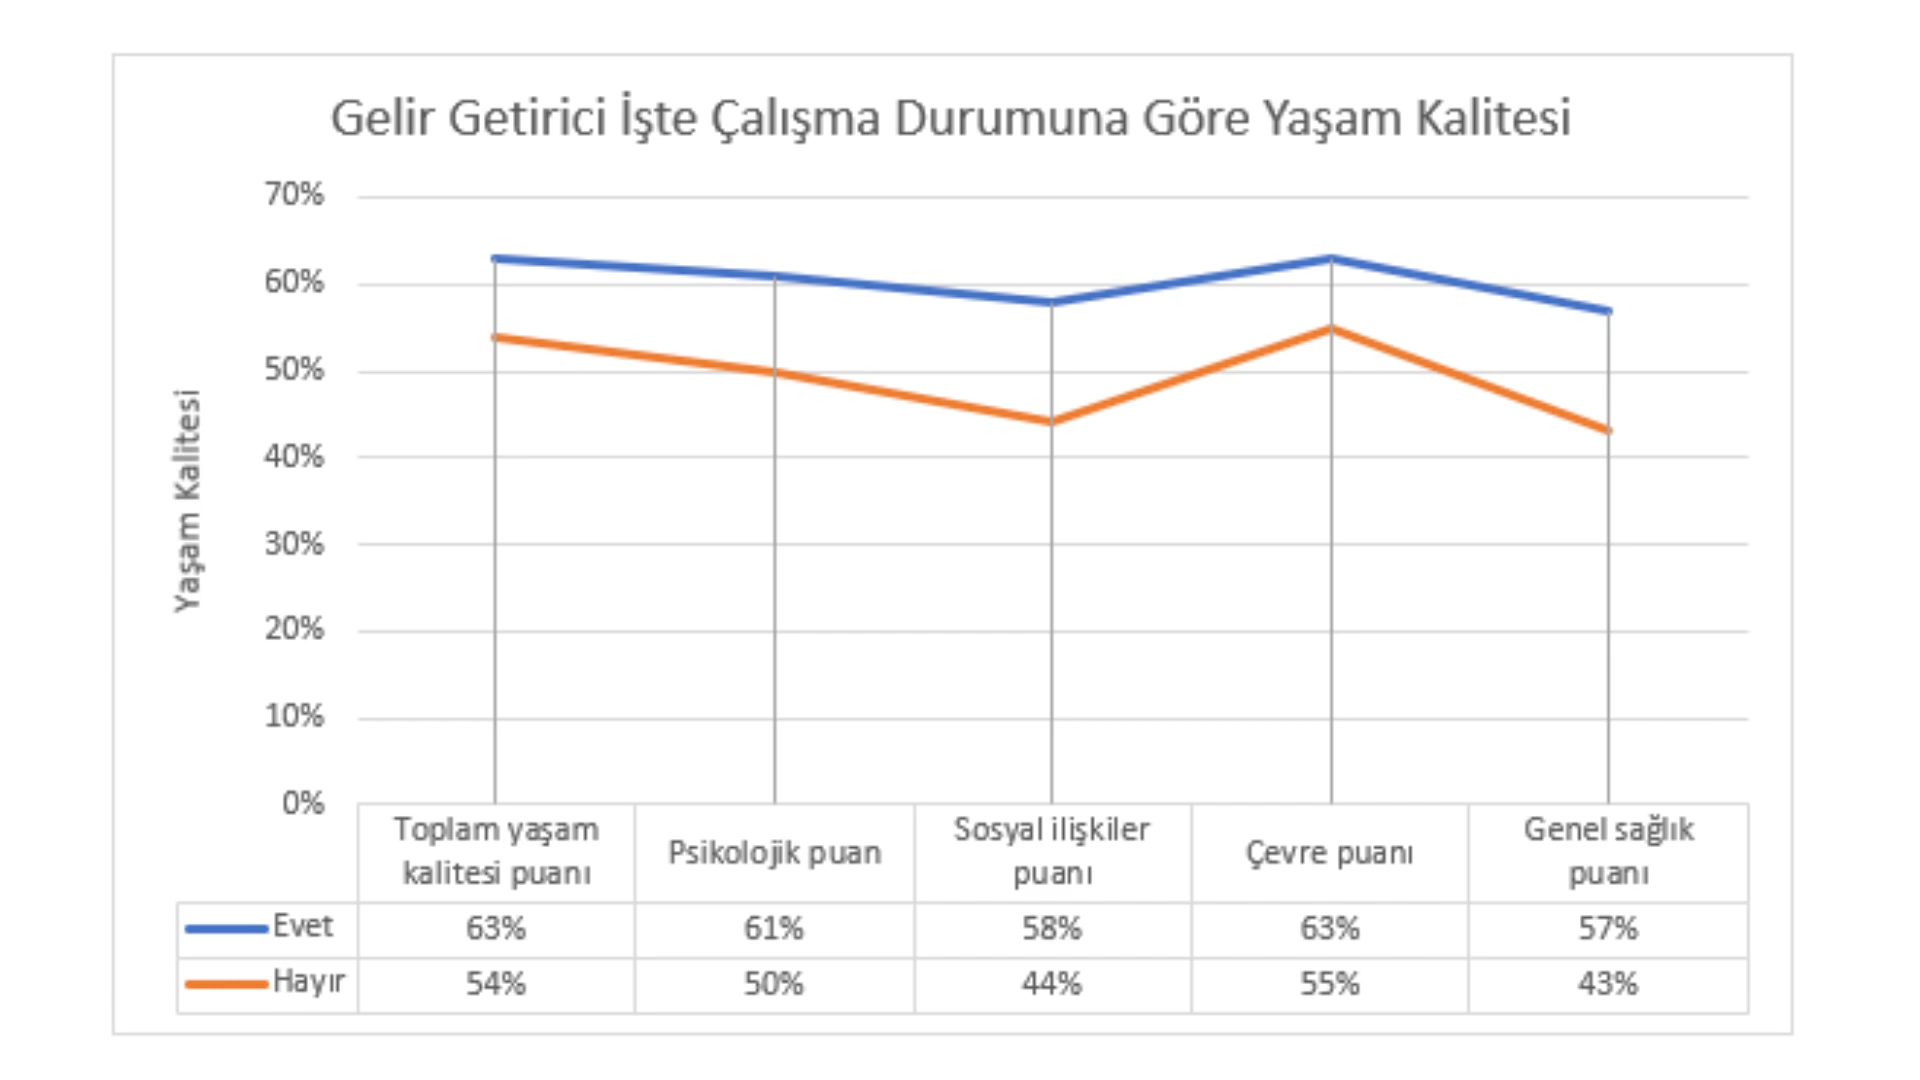 Gelir Getirici İşte Çalışma Durumuna Göre Yaşam Kalitesi
Yaşam Kalitesi
70%
60%
50%
40%
30%
20%
10%
0%
Toplam yaşam
kalitesi puanı
Psikolojik puan
Sosyal ilişkiler
puanı
Çevre puanı
Genel sağlık
puanı
Evet 63% 61% 58% 63% 57%
Hayır 54% 50% 44% 55% 43%